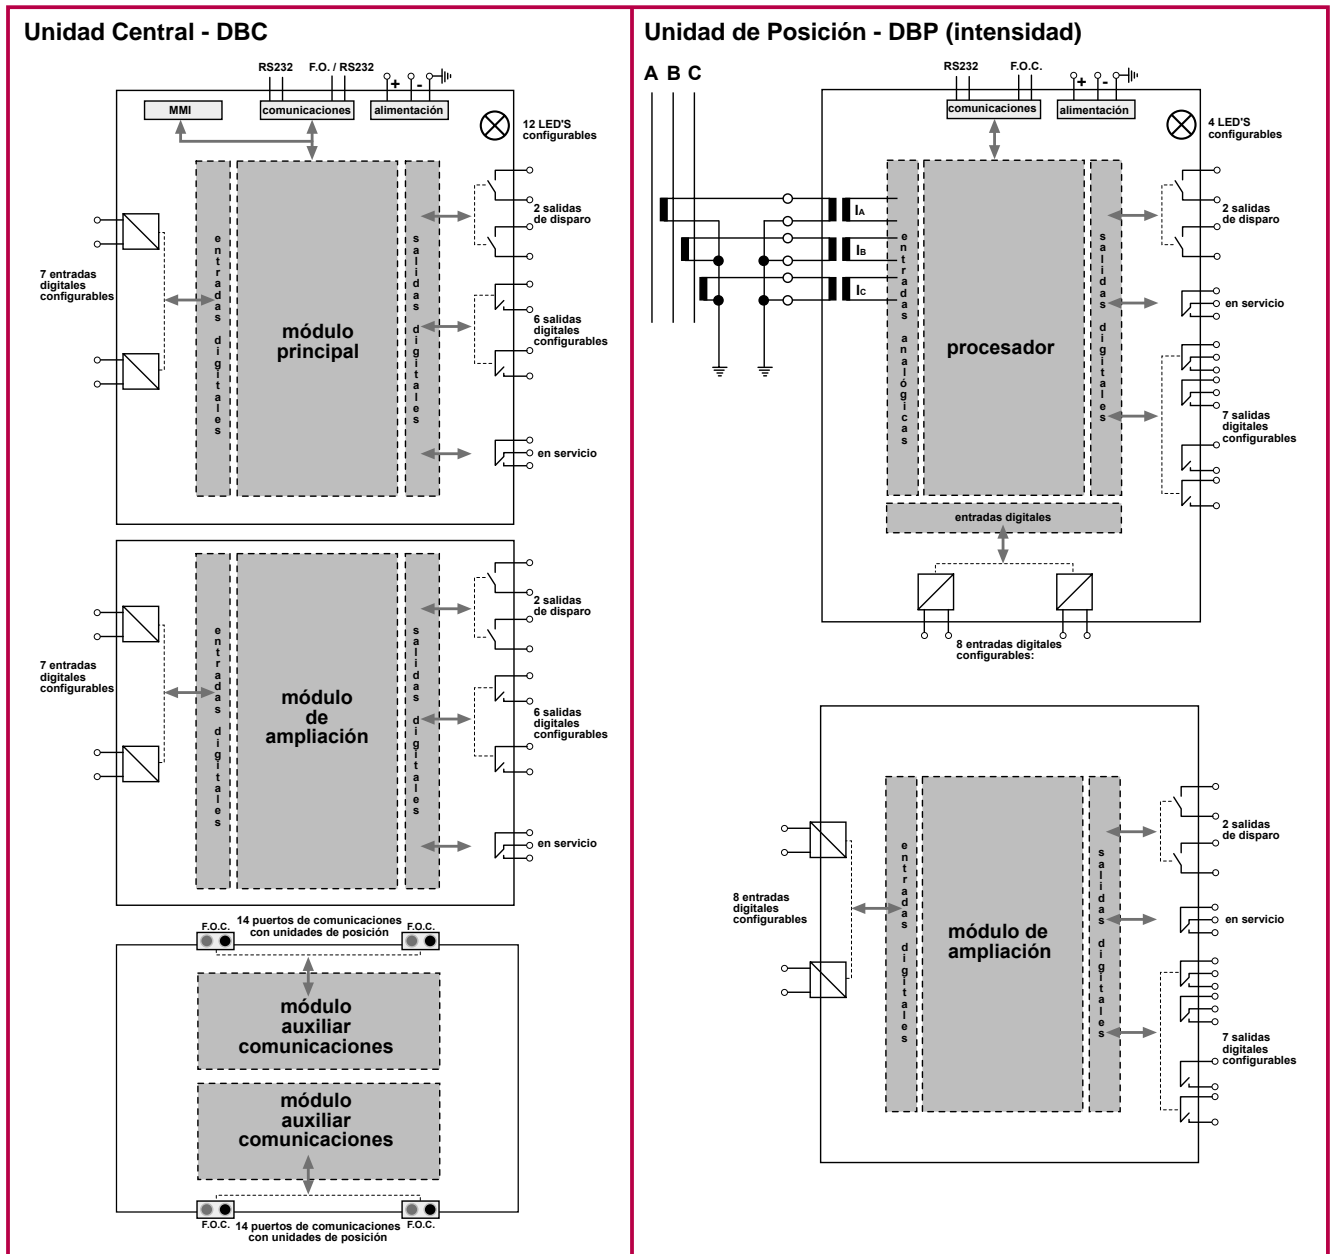 Unidad Central - DBC
RS232 F.O. / RS232
+ -
MMI
comunicaciones
alimentación
12 LED'S
configurables
entradas digitales
módulo
principal
salidas digitales
2 salidas
de disparo
7 entradas
digitales
configurables
6 salidas
digitales
configurables
en servicio
entradas digitales
módulo
de
ampliación
salidas digitales
2 salidas
de disparo
7 entradas
digitales
configurables
6 salidas
digitales
configurables
en servicio
F.O.C. 14 puertos de comunicaciones F.O.C.
con unidades de posición
módulo
auxiliar
comunicaciones
módulo
auxiliar
comunicaciones
F.O.C. 14 puertos de comunicaciones F.O.C.
con unidades de posición
Unidad de Posición - DBP (intensidad)
A B C
RS232 F.O.C.
+ -
comunicaciones
alimentación
4 LED'S
configurables
IA
IB
IC
entradas analógicas
procesador
salidas digitales
2 salidas
de disparo
en servicio
7 salidas
digitales
configurables
entradas digitales
8 entradas digitales
configurables:
8 entradas
digitales
configurables
entradas digitales
módulo de
ampliación
salidas digitales
2 salidas
de disparo
en servicio
7 salidas
digitales
configurables